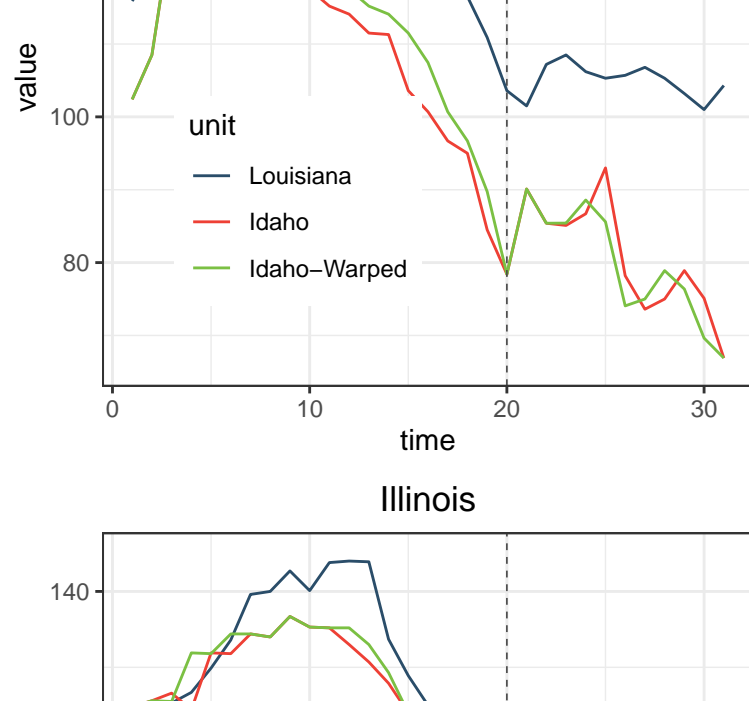 value
100
80
unit
Louisiana
Idaho
Idaho−Warped
0 10 20 30
time
Illinois
140